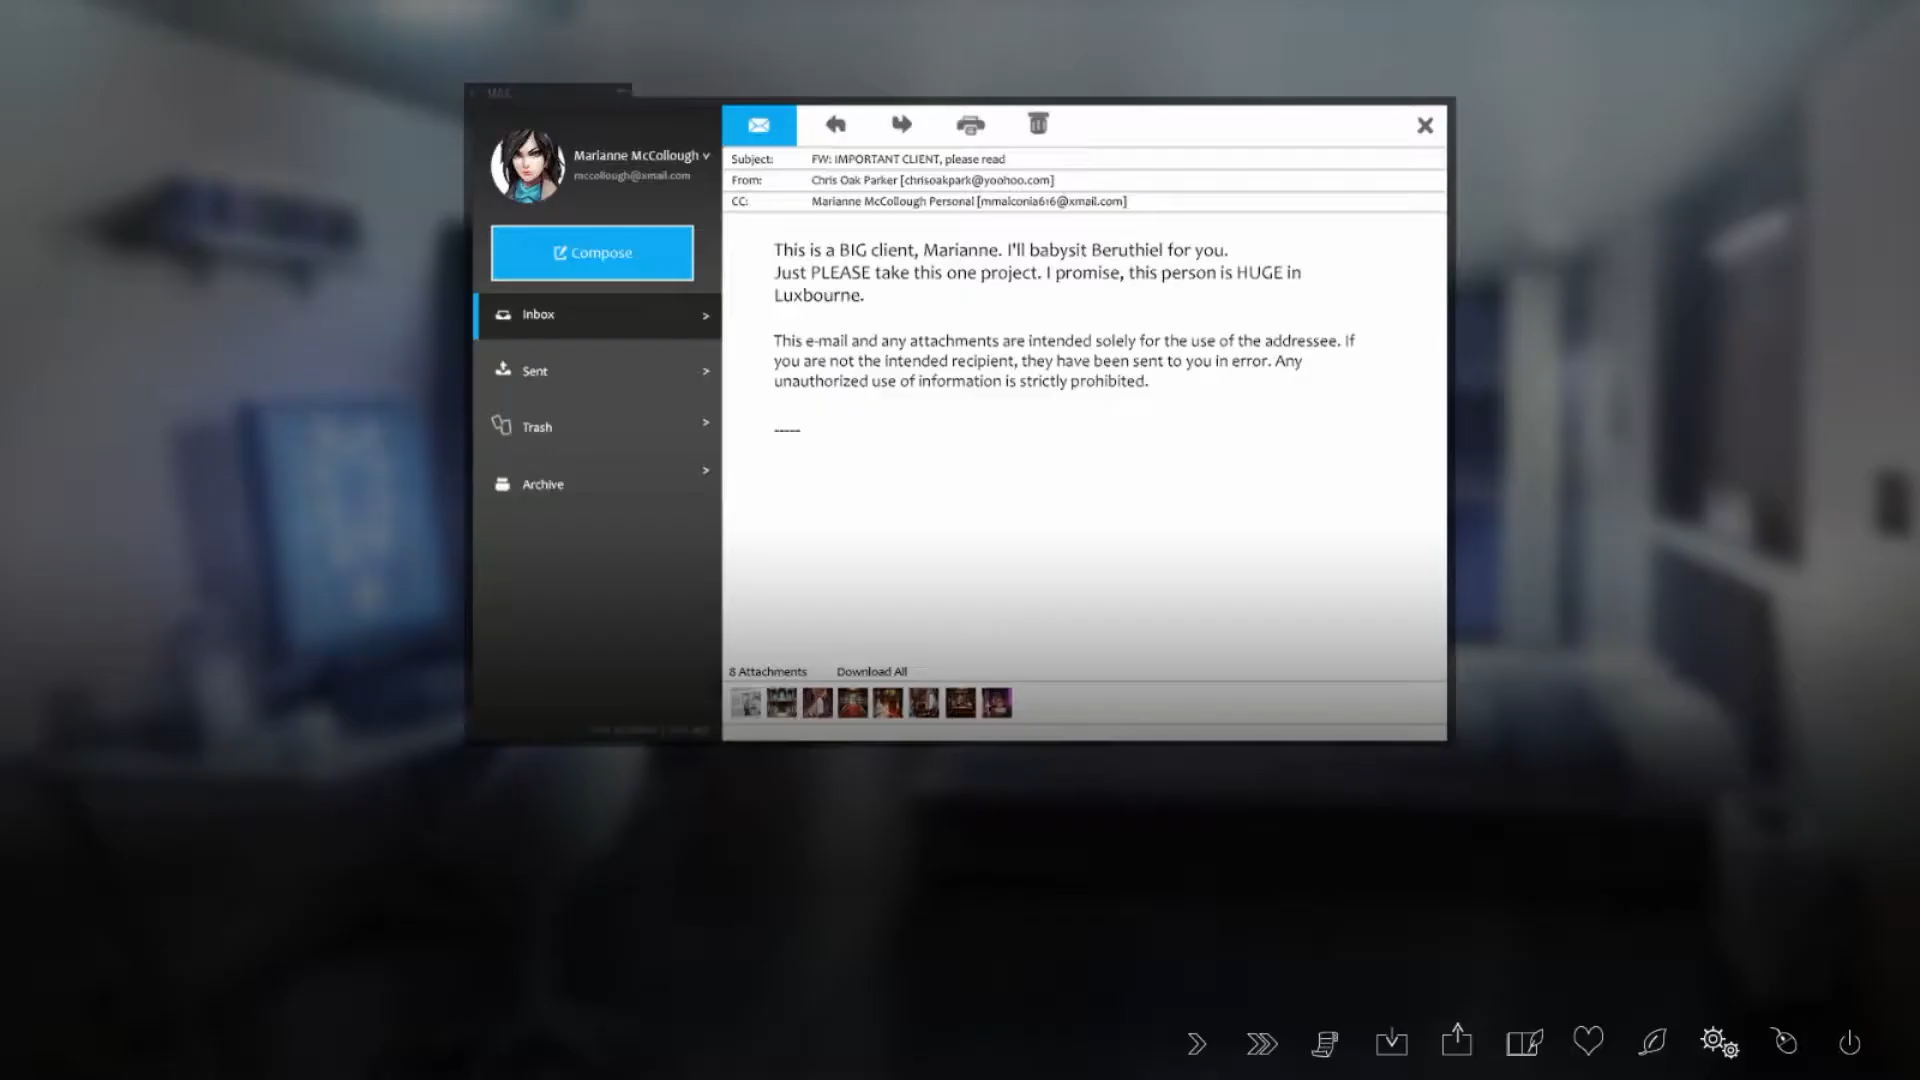 MAIL
Marianne McCollough v
mccollough@xmail.com
Compose
Inbox >
Sent >
Trash >
Archive >
Subject: FW: IMPORTANT CLIENT, please read
From: Chris Oak Parker [chrisoakpark@yoohoo.com]
CC: Marianne McCollough Personal [mmalconia616@xmail.com]
This is a BIG client, Marianne. I'll babysit Beruthiel for you.
Just PLEASE take this one project. I promise, this person is HUGE in
Luxbourne.
This e-mail and any attachments are intended solely for the use of the addressee. If
you are not the intended recipient, they have been sent to you in error. Any
unauthorized use of information is strictly prohibited.
-----
8 Attachments Download All